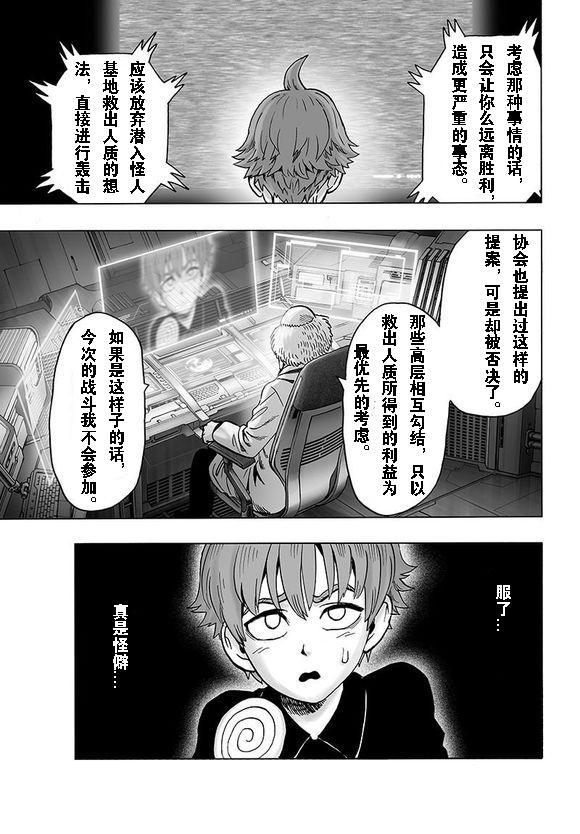 考虑那种事情的话，
只会让你么远离胜利，
造成更严重的事态。
应该放弃潜入怪人
基地救出人质的想
法，直接进行轰击
协会也提出过这样的
提案，可是却被否决了。
那些高层相互勾结，只以
救出人质所得到的利益为
最优先的考虑。
如果是这样子的话，
今次的战斗我不会参加。
服了…
真是怪僻…